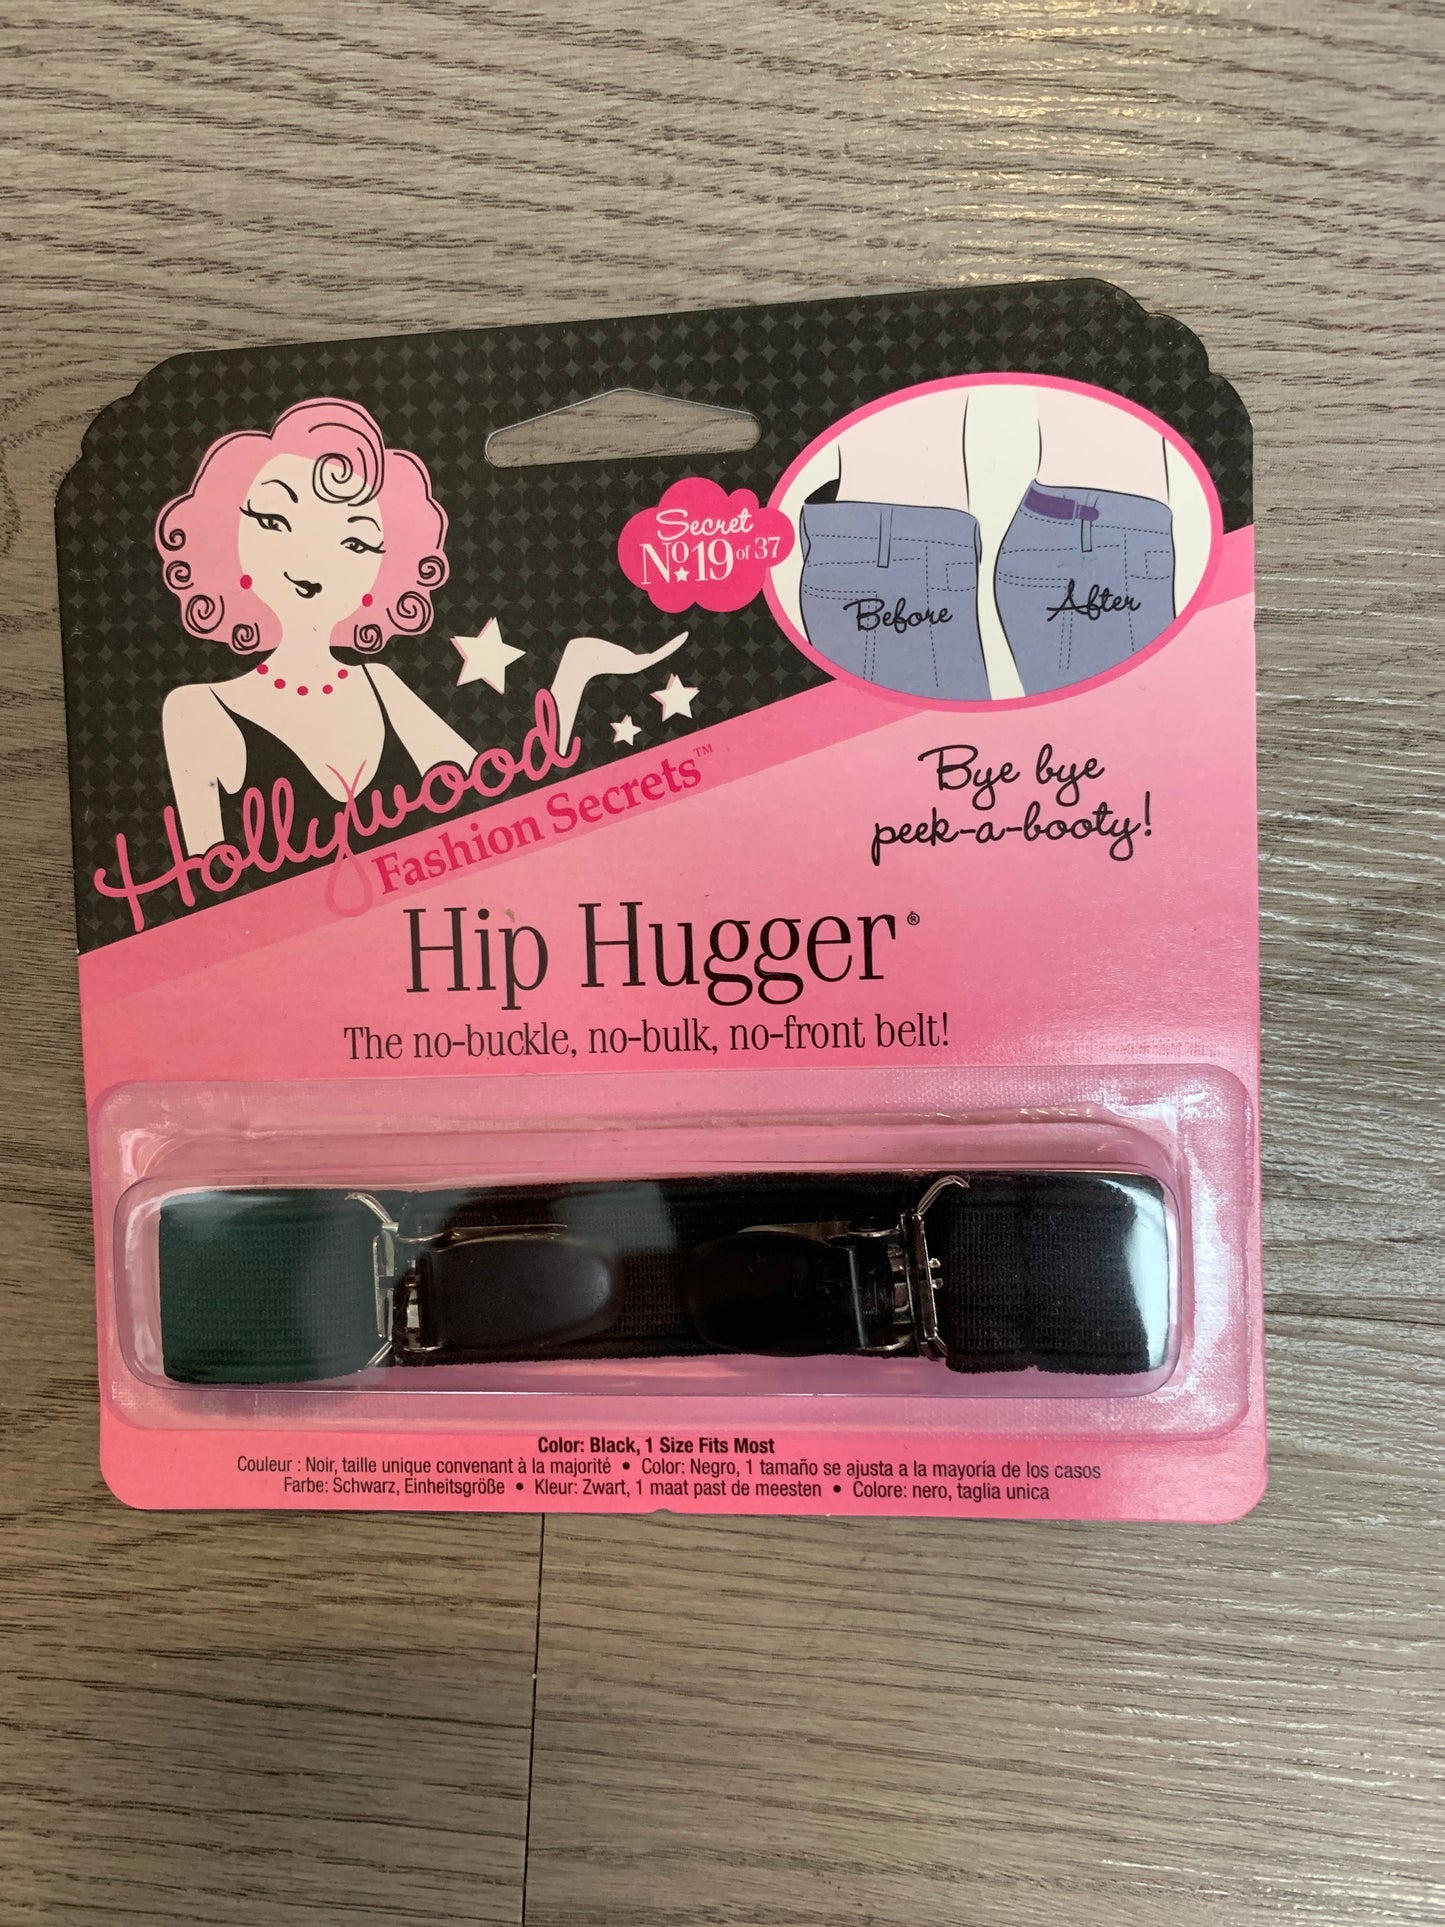 Secret
No 19 of 37
Before
After
Hollywood
Fashion Secrets™
Bye bye
peek-a-booty!
Hip Hugger®
The no-buckle, no-bulk, no-front belt!
Color: Black, 1 Size Fits Most
Couleur : Noir, taille unique convenant à la majorité • Color: Negro, 1 tamaño se ajusta a la mayoría de los casos
Farbe: Schwarz, Einheitsgröße • Kleur: Zwart, 1 maat past de meesten • Colore: nero, taglia unica